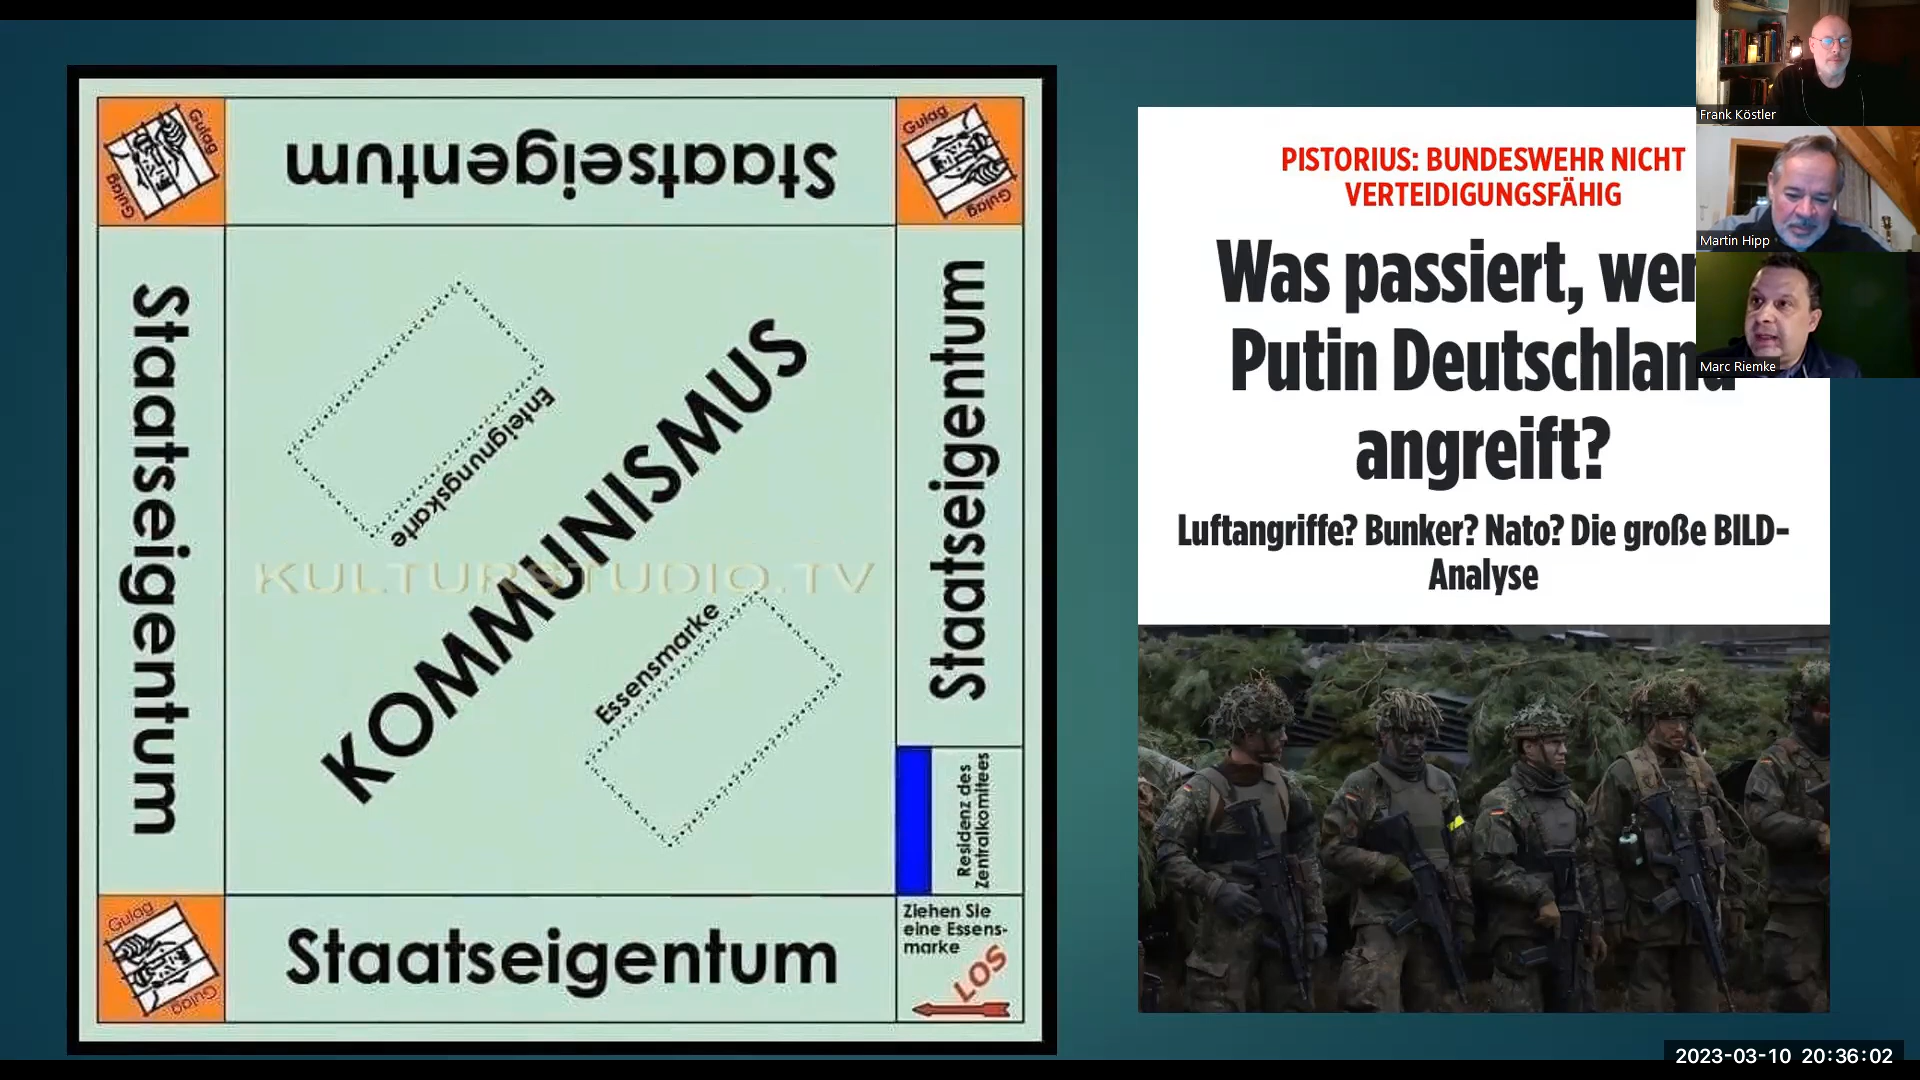 Gulag
Gulag
Staatseigentum
Gulag
Gulag
Staatseigentum
Enteignungskarte
KOMMUNISMUS
KULTURSTUDIO.TV
Essensmarke
Staatseigentum
Residenz des
Zentralkomitees
Gulag
Gulag
Staatseigentum
Ziehen Sie
eine Essens-
marke
LOS
PISTORIUS: BUNDESWEHR NICHT
VERTEIDIGUNGSFÄHIG
Was passiert, wen
Putin Deutschland
angreift?
Luftangriffe? Bunker? Nato? Die große BILD-
Analyse
Frank Köstler
Martin Hipp
Marc Riemke
2023-03-10 20:36:02